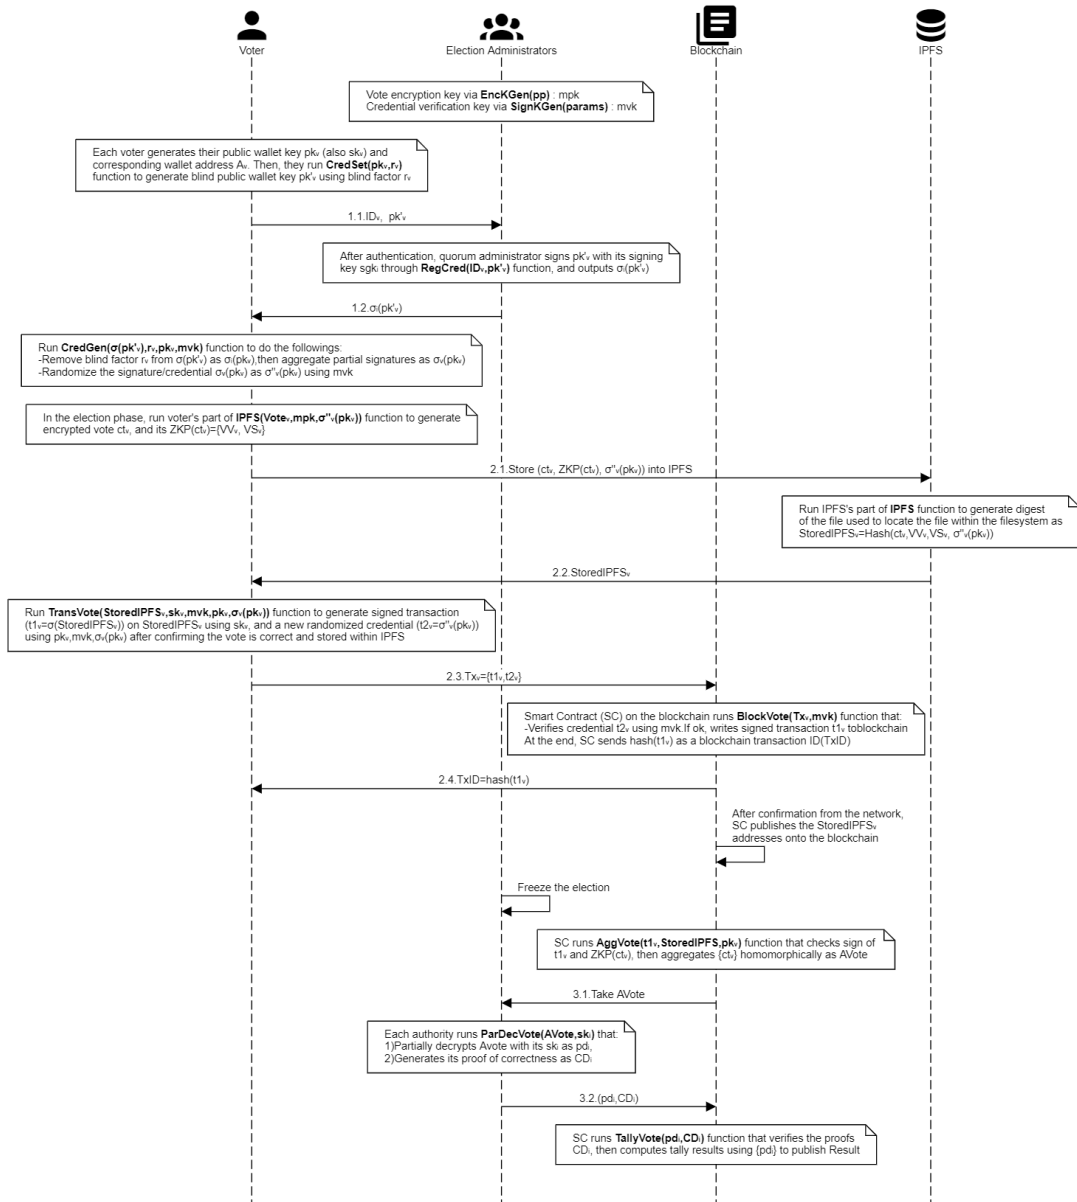 Voter
Election Administrators
Blockchain
IPFS
Vote encryption key via EncKGen(pp) : mpk
Credential verification key via SignKGen(params) : mvk
Each voter generates their public wallet key pkᵥ (also skᵥ) and
corresponding wallet address Aᵥ. Then, they run CredSet(pkᵥ,rᵥ)
function to generate blind public wallet key pk'ᵥ using blind factor rᵥ
1.1.IDᵥ, pk'ᵥ
After authentication, quorum administrator signs pk'ᵥ with its signing
key sgkᵢ through RegCred(IDᵥ,pk'ᵥ) function, and outputs σᵢ(pk'ᵥ)
1.2.σᵢ(pk'ᵥ)
Run CredGen(σ(pk'ᵥ),rᵥ,pkᵥ,mvk) function to do the followings:
-Remove blind factor rᵥ from σ(pk'ᵥ) as σᵢ(pkᵥ),then aggregate partial signatures as σᵥ(pkᵥ)
-Randomize the signature/credential σᵥ(pkᵥ) as σ''ᵥ(pkᵥ) using mvk
In the election phase, run voter's part of IPFS(Voteᵥ,mpk,σ''ᵥ(pkᵥ)) function to generate
encrypted vote ctᵥ, and its ZKP(ctᵥ)={VVᵥ, VSᵥ}
2.1.Store (ctᵥ, ZKP(ctᵥ), σ''ᵥ(pkᵥ)) into IPFS
Run IPFS's part of IPFS function to generate digest
of the file used to locate the file within the filesystem as
StoredIPFSᵥ=Hash(ctᵥ,VVᵥ,VSᵥ, σ''ᵥ(pkᵥ))
2.2.StoredIPFSᵥ
Run TransVote(StoredIPFSᵥ,skᵥ,mvk,pkᵥ,σᵥ(pkᵥ)) function to generate signed transaction
(t1ᵥ=σ(StoredIPFSᵥ)) on StoredIPFSᵥ using skᵥ, and a new randomized credential (t2ᵥ=σ''ᵥ(pkᵥ))
using pkᵥ,mvk,σᵥ(pkᵥ) after confirming the vote is correct and stored within IPFS
2.3.Txᵥ={t1ᵥ,t2ᵥ}
Smart Contract (SC) on the blockchain runs BlockVote(Txᵥ,mvk) function that:
-Verifies credential t2ᵥ using mvk.If ok, writes signed transaction t1ᵥ toblockchain
At the end, SC sends hash(t1ᵥ) as a blockchain transaction ID(TxID)
2.4.TxID=hash(t1ᵥ)
After confirmation from the network,
SC publishes the StoredIPFSᵥ
addresses onto the blockchain
Freeze the election
SC runs AggVote(t1ᵥ,StoredIPFS,pkᵥ) function that checks sign of
t1ᵥ and ZKP(ctᵥ), then aggregates {ctᵥ} homomorphically as AVote
3.1.Take AVote
Each authority runs ParDecVote(AVote,skᵢ) that:
1)Partially decrypts Avote with its skᵢ as pdᵢ,
2)Generates its proof of correctness as CDᵢ
3.2.(pdᵢ,CDᵢ)
SC runs TallyVote(pdᵢ,CDᵢ) function that verifies the proofs
CDᵢ, then computes tally results using {pdᵢ} to publish Result